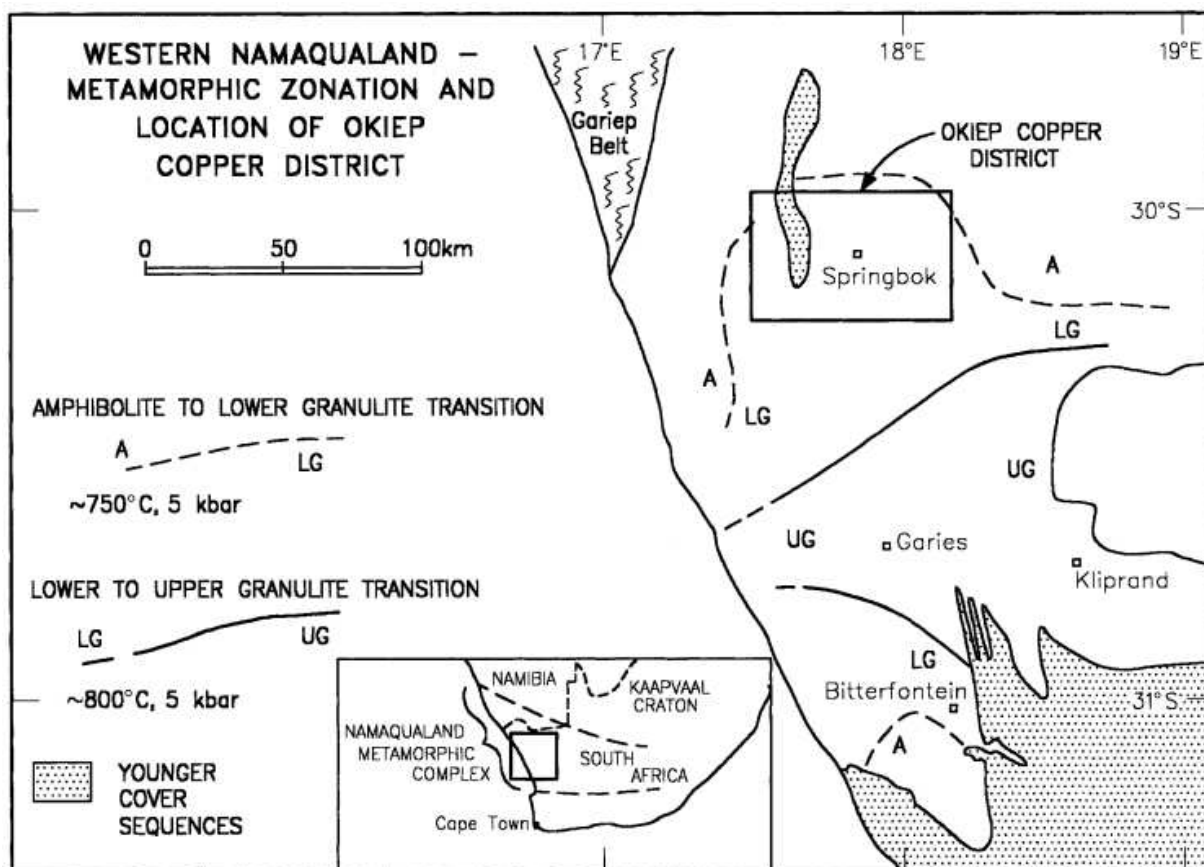 WESTERN NAMAQUALAND –
METAMORPHIC ZONATION AND
LOCATION OF OKIEP
COPPER DISTRICT
17°E
18°E
19°E
Gariep
Belt
OKIEP COPPER
DISTRICT
30°S
0 50 100km
Springbok
A
LG
A
LG
AMPHIBOLITE TO LOWER GRANULITE TRANSITION
A
LG
~750°C, 5 kbar
UG
UG
Garies
Kliprand
LOWER TO UPPER GRANULITE TRANSITION
LG
UG
~800°C, 5 kbar
LG
Bitterfontein
31°S
A
YOUNGER
COVER
SEQUENCES
NAMIBIA
KAAPVAAL
CRATON
NAMAQUALAND
METAMORPHIC
COMPLEX
SOUTH
AFRICA
Cape Town